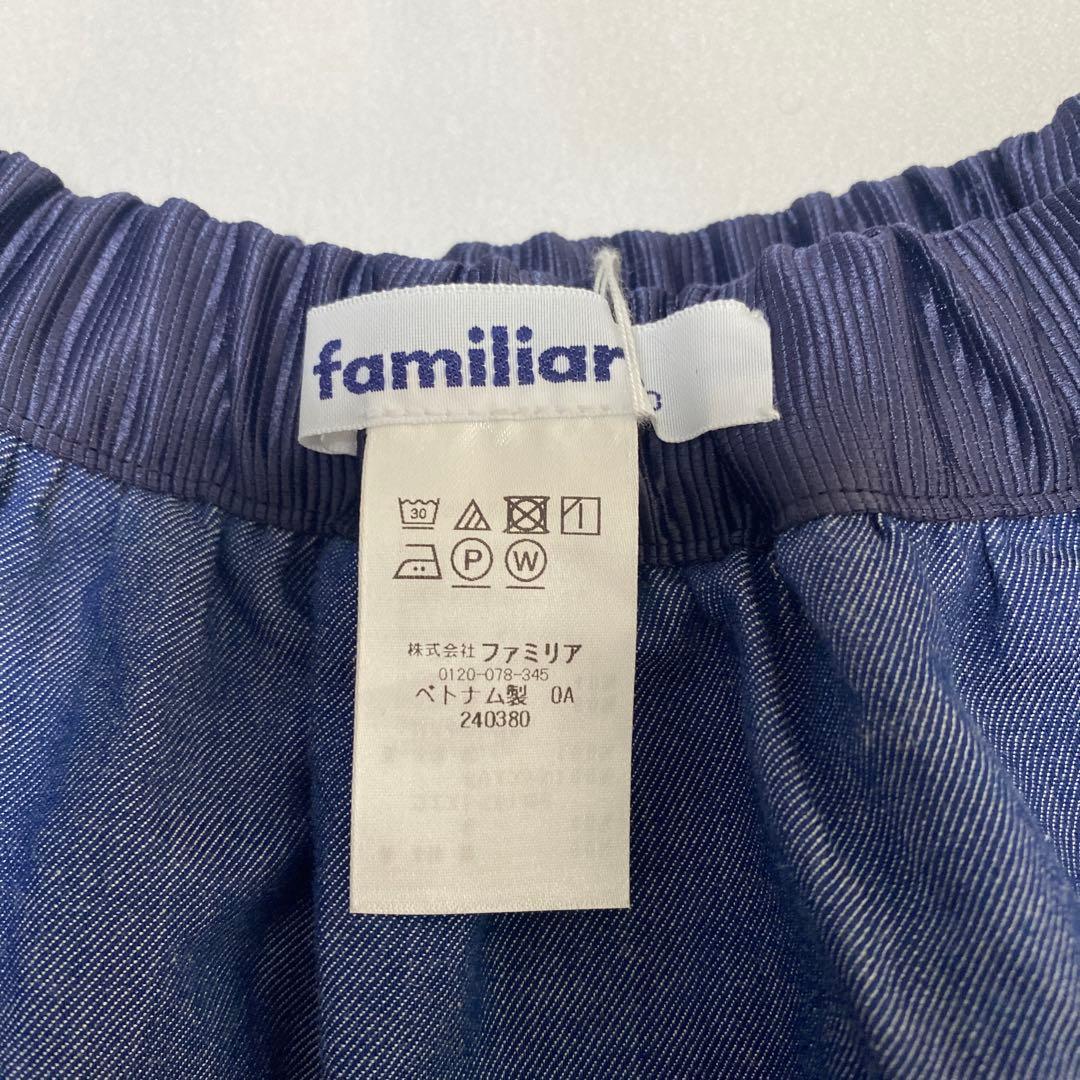 familiar
30
P W
株式会社 ファミリア
0120-078-345
ベトナム製 0A
240380